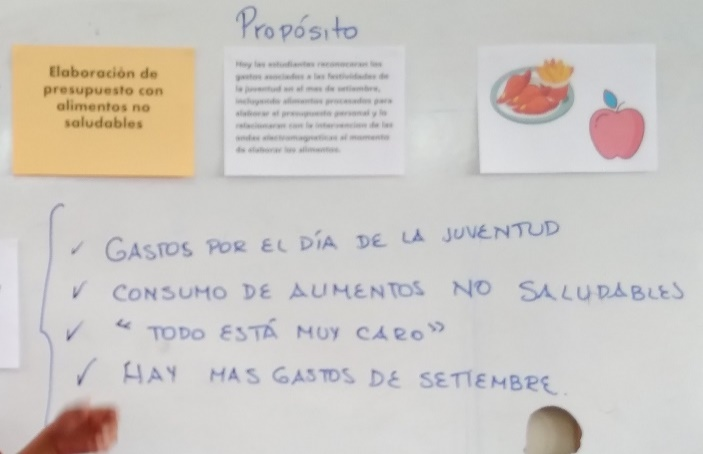 Propósito
Elaboración de
presupuesto con
alimentos no
saludables
Hoy los estudiantes reconocerán los
gastos asociados a las festividades de
la juventud en el mes de setiembre,
incluyendo alimentos procesados para
elaborar el presupuesto personal y lo
relacionaran con la intervención de las
ondas electromagnéticas al momento
de elaborar los alimentos.
✓ GASTOS POR EL DÍA DE LA JUVENTUD
✓ CONSUMO DE ALIMENTOS NO SALUDABLES
✓ "TODO ESTÁ MUY CARO"
✓ HAY MAS GASTOS DE SETIEMBRE.